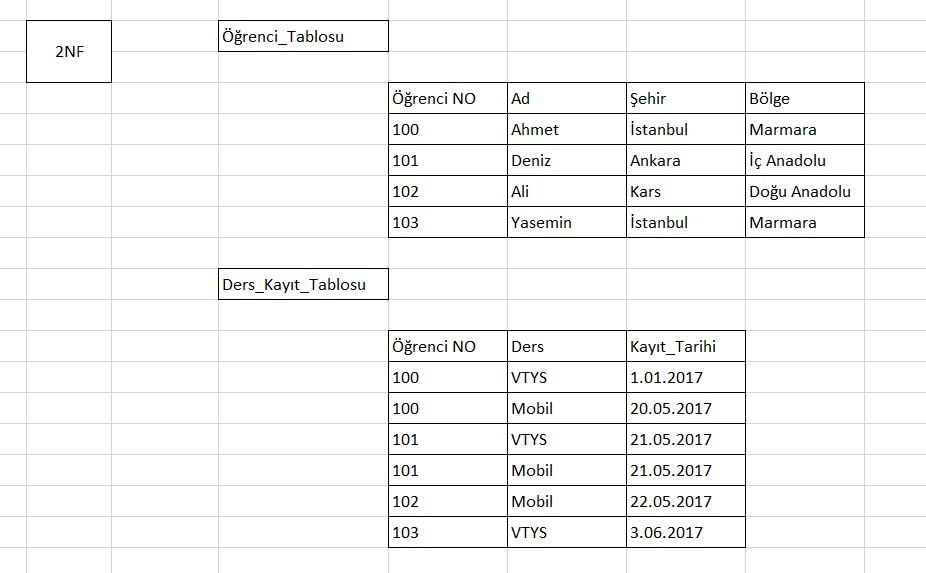 2NF
Öğrenci_Tablosu
Öğrenci NO Ad Şehir Bölge
100 Ahmet İstanbul Marmara
101 Deniz Ankara İç Anadolu
102 Ali Kars Doğu Anadolu
103 Yasemin İstanbul Marmara
Ders_Kayıt_Tablosu
Öğrenci NO Ders Kayıt_Tarihi
100 VTYS 1.01.2017
100 Mobil 20.05.2017
101 VTYS 21.05.2017
101 Mobil 21.05.2017
102 Mobil 22.05.2017
103 VTYS 3.06.2017